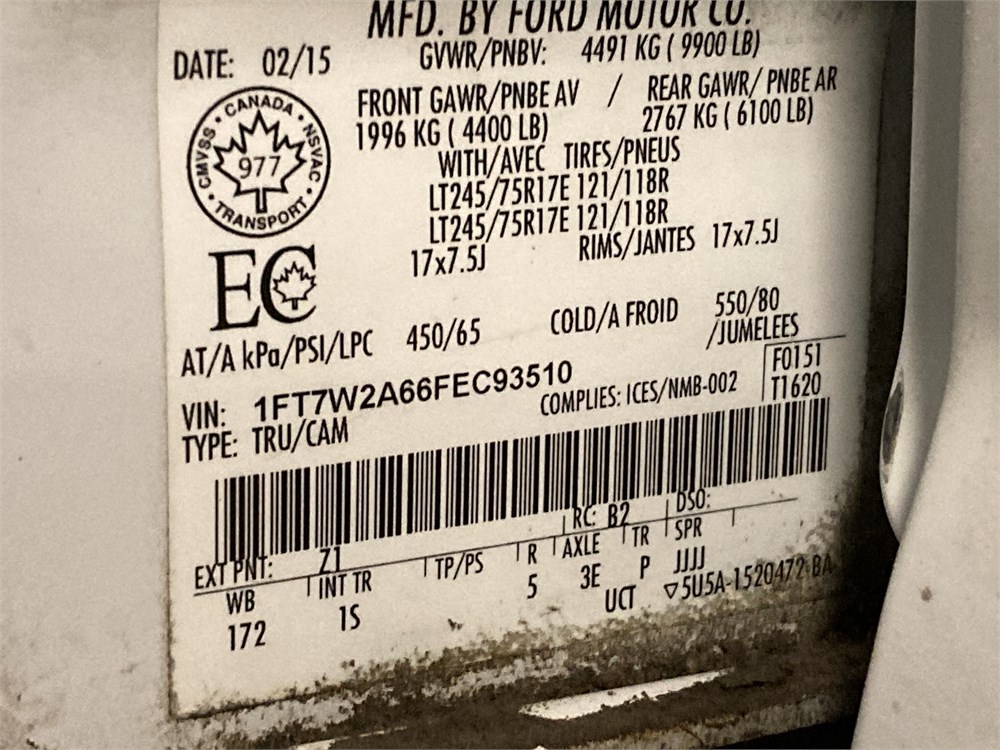 MFD. BY FORD MOTOR CO.
DATE: 02/15
GVWR/PNBV: 4491 KG ( 9900 LB)
CANADA
CMVSS
NSVAC
977
TRANSPORT
FRONT GAWR/PNBE AV / REAR GAWR/ PNBE AR
1996 KG ( 4400 LB) 2767 KG ( 6100 LB)
WITH/AVEC TIRES/PNEUS
LT245/75R17E 121/118R
LT245/75R17E 121/118R
17x7.5J RIMS/JANTES 17x7.5J
EC
AT/A kPa/PSI/LPC 450/65 COLD/A FROID 550/80
/JUMELEES
VIN: 1FT7W2A66FEC93510
F0151
TYPE: TRU/CAM COMPLIES: ICES/NMB-002 T1620
EXT PNT: Z1 RC: B2 DSO:
WB INT TR TP/PS R AXLE TR SPR
172 1S 5 3E P JJJJ
UCT ▽5U5A-1520472-BA